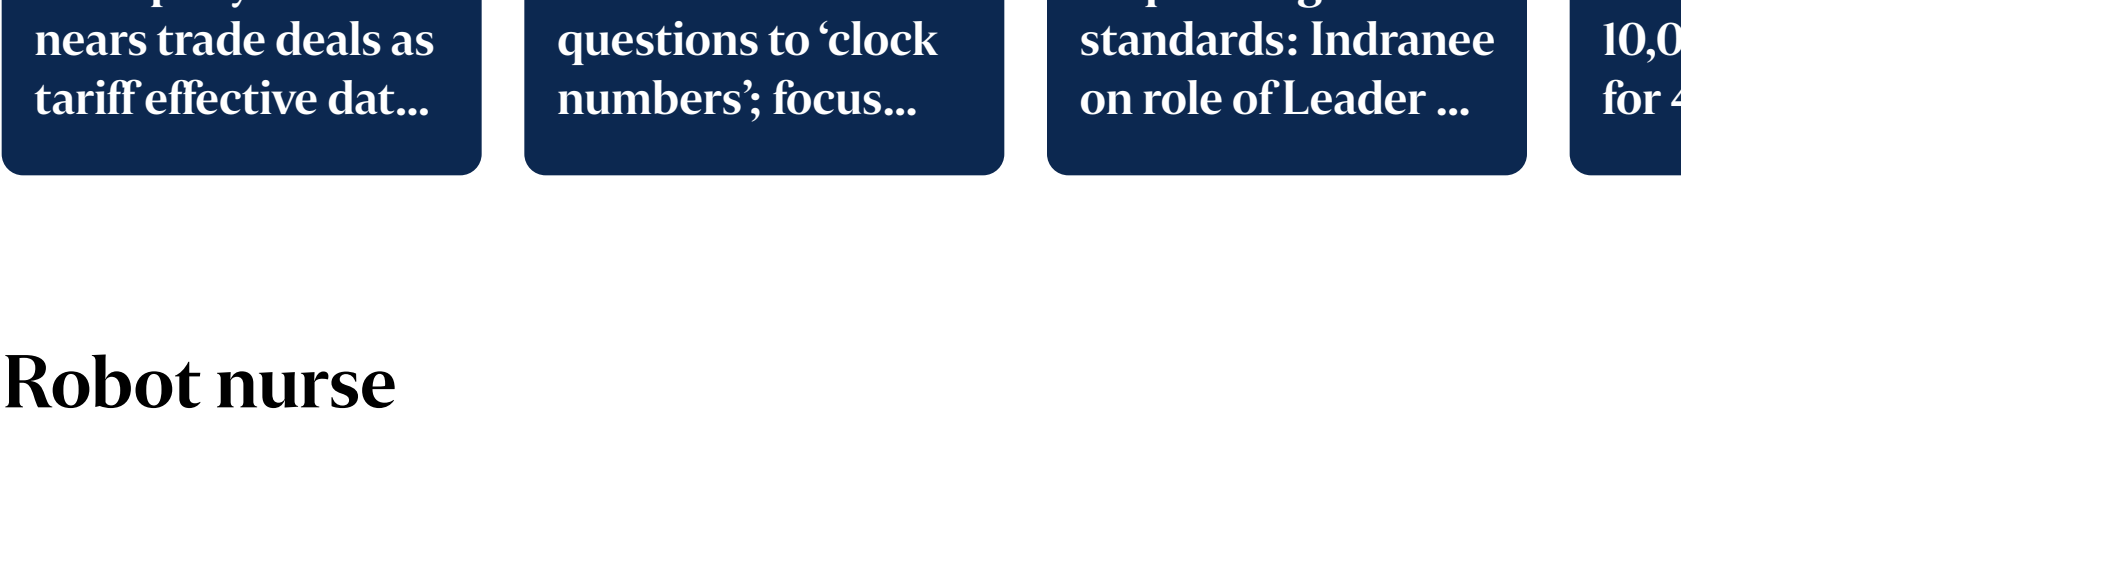 nears trade deals as
tariff effective dat...
questions to ‘clock
numbers’; focus...
standards: Indranee
on role of Leader ...
10,0
for 4
Robot nurse